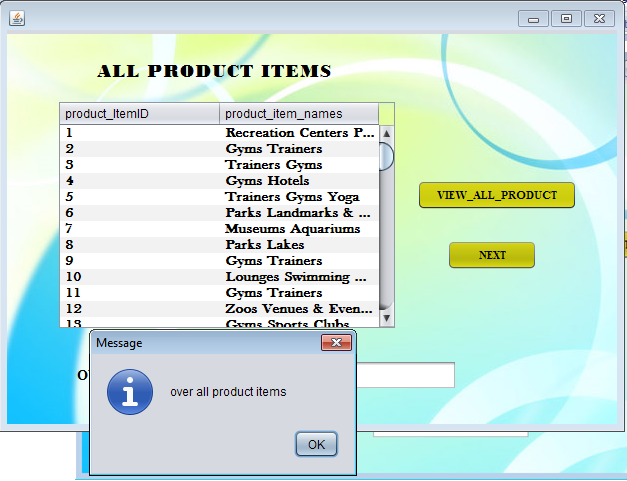 ALL PRODUCT ITEMS
product_ItemID product_item_names
1 Recreation Centers P...
2 Gyms Trainers
3 Trainers Gyms
4 Gyms Hotels
5 Trainers Gyms Yoga
6 Parks Landmarks & ...
7 Museums Aquariums
8 Parks Lakes
9 Gyms Trainers
10 Lounges Swimming ...
11 Gyms Trainers
12 Zoos Venues & Even...
13 Gyms Sports Clubs
VIEW_ALL_PRODUCT
NEXT
Message
over all product items
OK